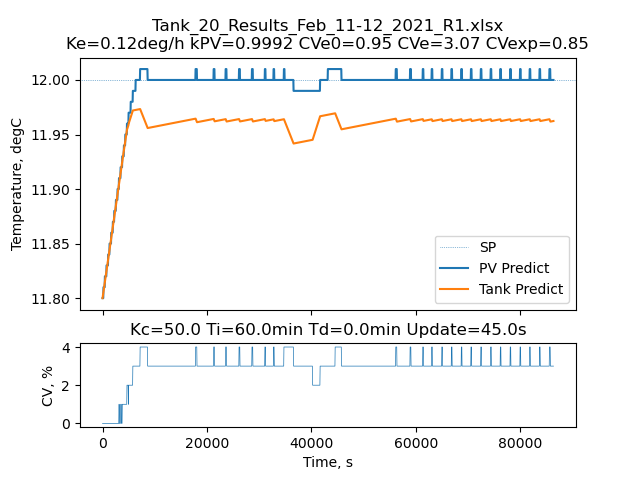 Tank_20_Results_Feb_11-12_2021_R1.xlsx
Ke=0.12deg/h kPV=0.9992 CVe0=0.95 CVe=3.07 CVexp=0.85
12.00
11.95
11.90
11.85
11.80
Temperature, degC
SP
PV Predict
Tank Predict
Kc=50.0 Ti=60.0min Td=0.0min Update=45.0s
4
2
0
CV, %
0 20000 40000 60000 80000
Time, s